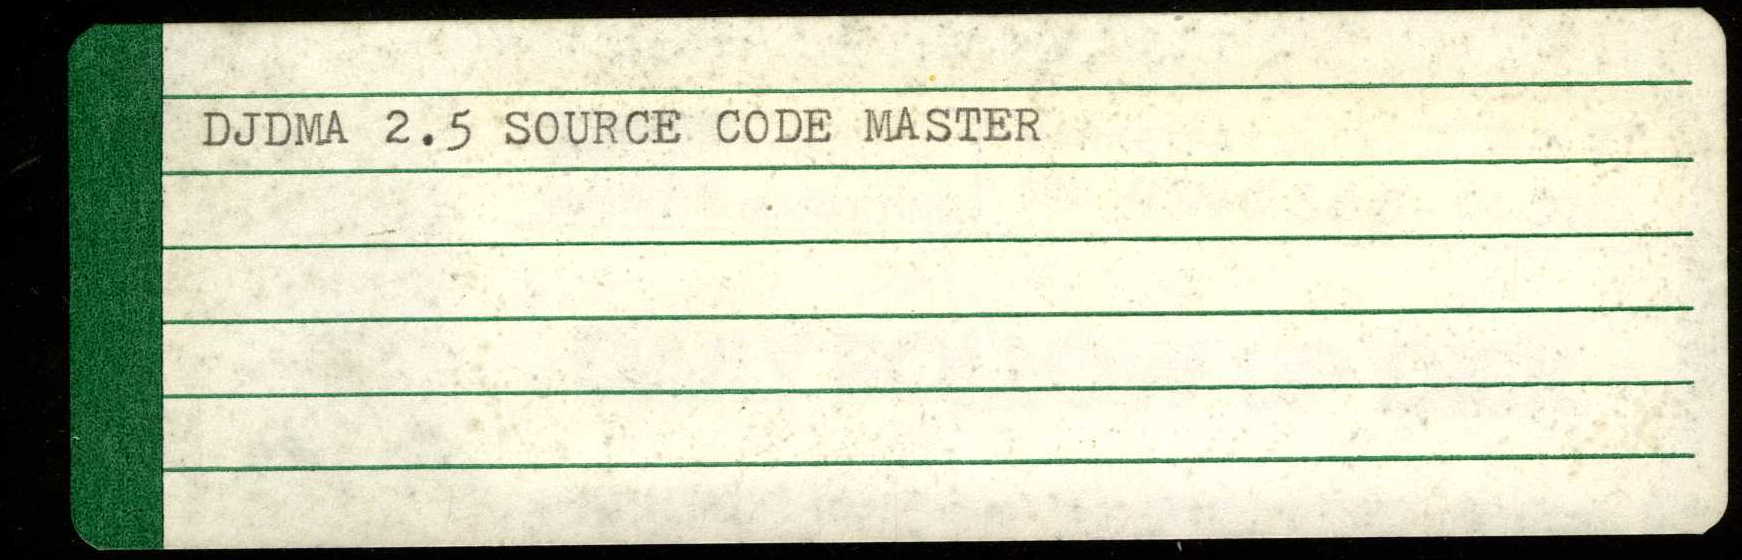 DJDMA 2.5 SOURCE CODE MASTER